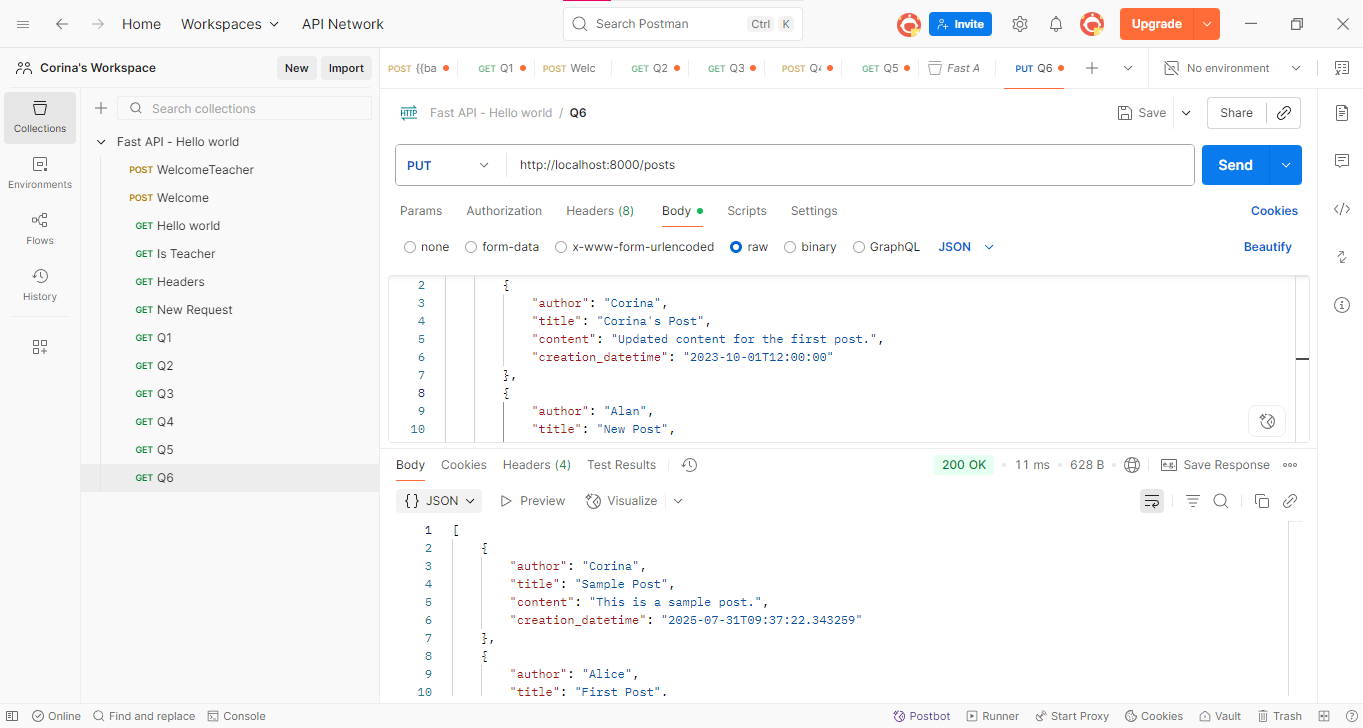 Home Workspaces API Network Search Postman Ctrl K Invite Upgrade
Corina's Workspace New Import
POST {{ba GET Q1 POST Welc GET Q2 GET Q3 POST Q4 GET Q5 Fast A PUT Q6 No environment
Collections
Environments
Flows
History
Search collections
Fast API - Hello world
POST WelcomeTeacher
POST Welcome
GET Hello world
GET Is Teacher
GET Headers
GET New Request
GET Q1
GET Q2
GET Q3
GET Q4
GET Q5
GET Q6
HTTP Fast API - Hello world / Q6 Save Share
PUT http://localhost:8000/posts Send
Params Authorization Headers (8) Body Scripts Settings Cookies
none form-data x-www-form-urlencoded raw binary GraphQL JSON Beautify
2 {
3 "author": "Corina",
4 "title": "Corina's Post",
5 "content": "Updated content for the first post.",
6 "creation_datetime": "2023-10-01T12:00:00"
7 },
8 {
9 "author": "Alan",
10 "title": "New Post",
Body Cookies Headers (4) Test Results 200 OK 11 ms 628 B e.g. Save Response
{} JSON Preview Visualize
1 [
2 {
3 "author": "Corina",
4 "title": "Sample Post",
5 "content": "This is a sample post.",
6 "creation_datetime": "2025-07-31T09:37:22.343259"
7 },
8 {
9 "author": "Alice",
10 "title": "First Post",
Online Find and replace Console Postbot Runner Start Proxy Cookies Vault Trash